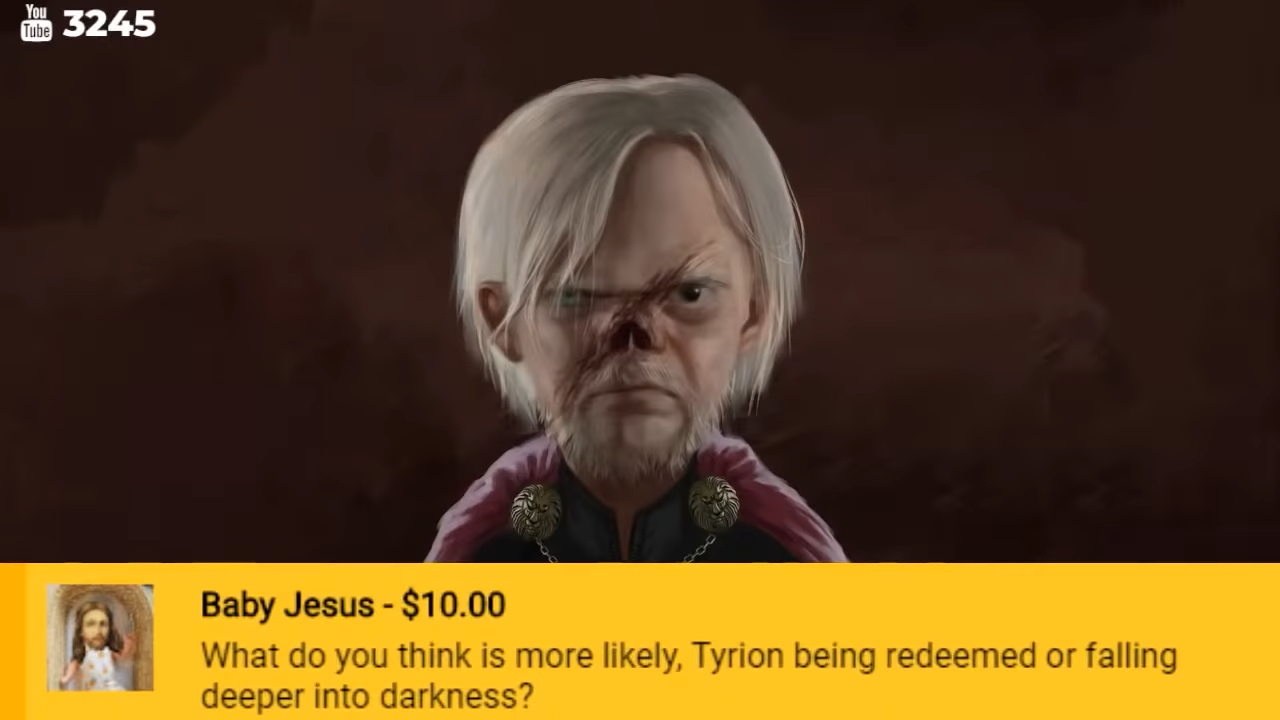 You
Tube 3245
Baby Jesus - $10.00
What do you think is more likely, Tyrion being redeemed or falling
deeper into darkness?